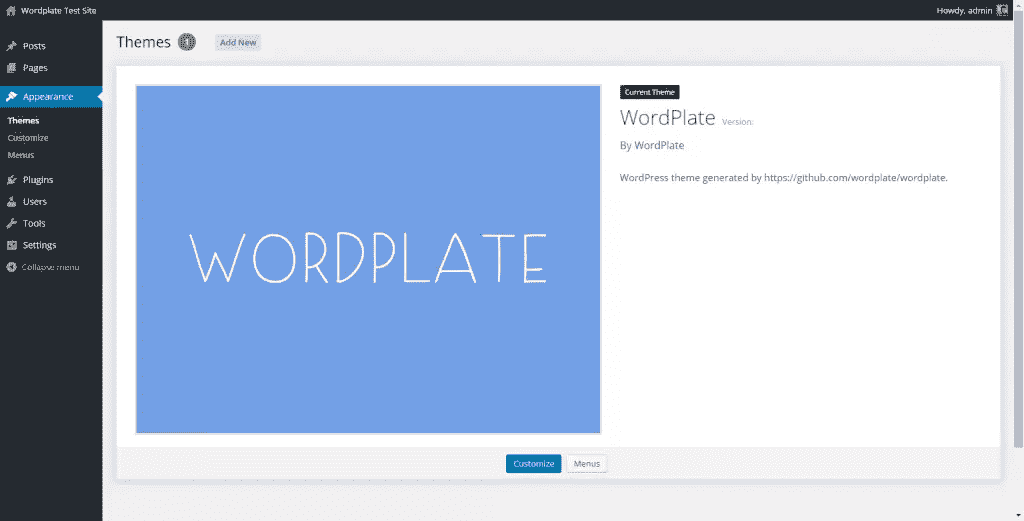 Wordplate Test Site
Howdy, admin
Posts
Pages
Appearance
Themes
Customize
Menus
Plugins
Users
Tools
Settings
Collapse menu
Themes 1 Add New
WORDPLATE
Current Theme
WordPlate Version:
By WordPlate
WordPress theme generated by https://github.com/wordplate/wordplate.
Customize Menus